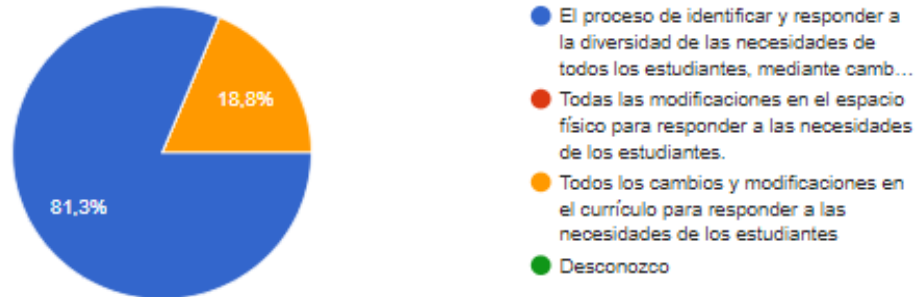 18,8%
81,3%
El proceso de identificar y responder a
la diversidad de las necesidades de
todos los estudiantes, mediante camb...
Todas las modificaciones en el espacio
físico para responder a las necesidades
de los estudiantes.
Todos los cambios y modificaciones en
el currículo para responder a las
necesidades de los estudiantes
Desconozco